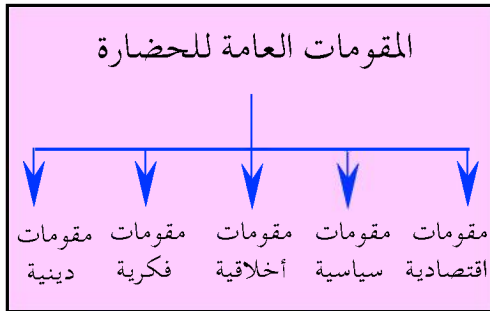 المقومات العامة للحضارة
مقومات مقومات مقومات مقومات مقومات
اقتصادية سياسية أخلاقية فكرية دينية